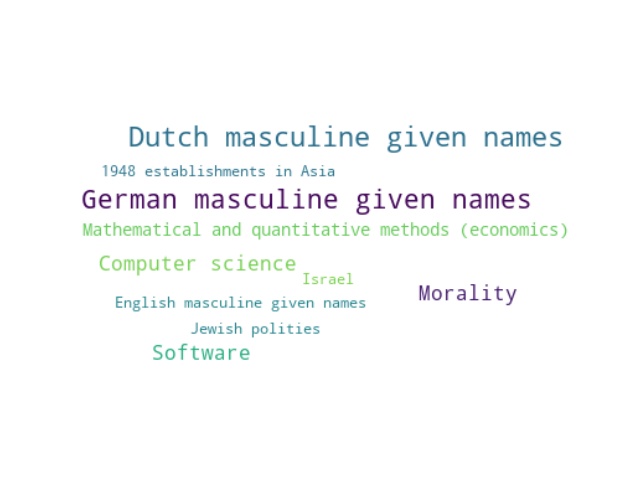 Dutch masculine given names
1948 establishments in Asia
German masculine given names
Mathematical and quantitative methods (economics)
Computer science
Israel
Morality
English masculine given names
Jewish polities
Software